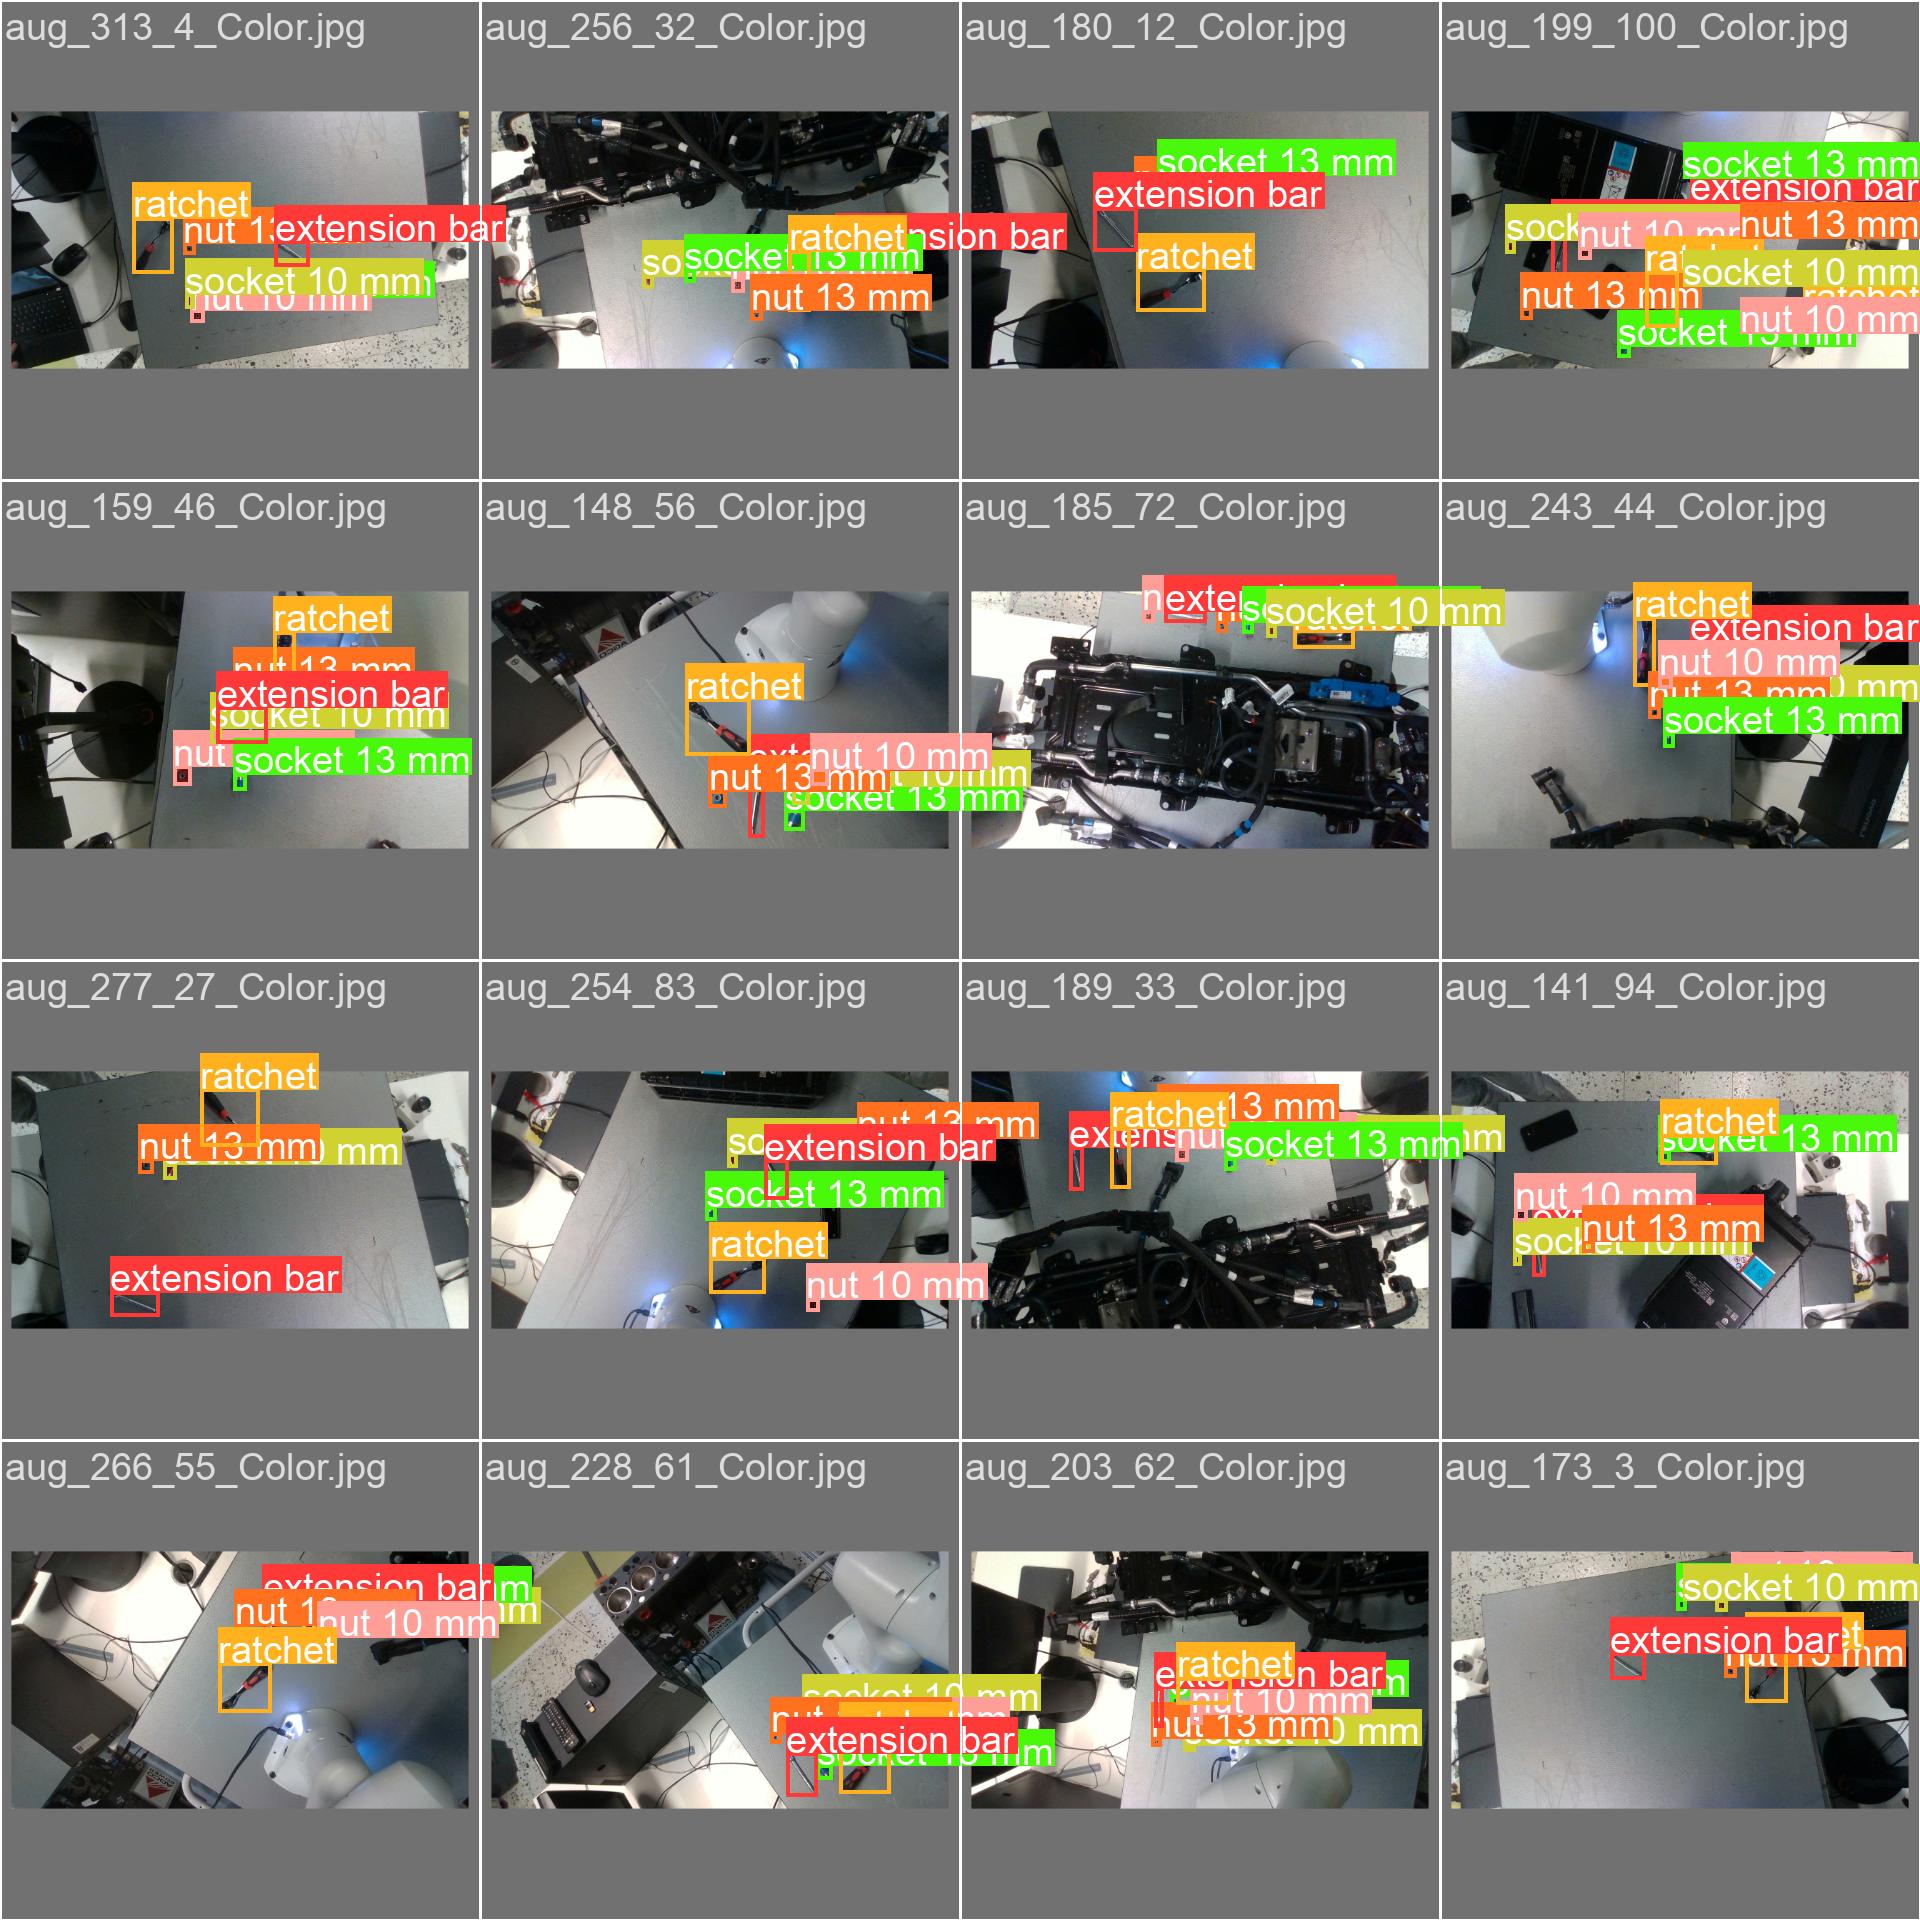 aug_313_4_Color.jpg
ratchet
nut 13
extension bar
socket 10 mm
nut 10 mm
aug_256_32_Color.jpg
ratchet
nsion bar
so
socket 13 mm
nut 13 mm
aug_180_12_Color.jpg
socket 13 mm
extension bar
ratchet
aug_199_100_Color.jpg
socket 13 mm
extension bar
sock
nut 10 mm
nut 13 mm
ratchet
socket 10 mm
nut 13 mm
ratchet
nut 10 mm
socket 13 mm
aug_159_46_Color.jpg
ratchet
nut 13 mm
extension bar
socket 10 mm
nut
socket 13 mm
aug_148_56_Color.jpg
ratchet
exte
nut 10 mm
nut 13 mm
t 10 mm
socket 13 mm
aug_185_72_Color.jpg
n
exte
s
socket 10 mm
ratchet
aug_243_44_Color.jpg
ratchet
extension bar
nut 10 mm
nut 13 mm
0 mm
socket 13 mm
aug_277_27_Color.jpg
ratchet
nut 13 mm
socket 10 mm
extension bar
aug_254_83_Color.jpg
nut 13 mm
so
extension bar
socket 13 mm
ratchet
nut 10 mm
aug_189_33_Color.jpg
ratchet
13 mm
extens
nut
socket 13 mm
mm
aug_141_94_Color.jpg
ratchet
socket 13 mm
nut 10 mm
ext
socket 10 mm
nut 13 mm
aug_266_55_Color.jpg
extension bar
m
nut 1
nut 10 mm
mm
ratchet
aug_228_61_Color.jpg
socket 10 mm
nut
extension bar
socket 13 mm
aug_203_62_Color.jpg
ratchet
extension bar
m
nut 10 mm
nut 13 mm
0 mm
aug_173_3_Color.jpg
socket 10 mm
extension bar
et
nut 13 mm